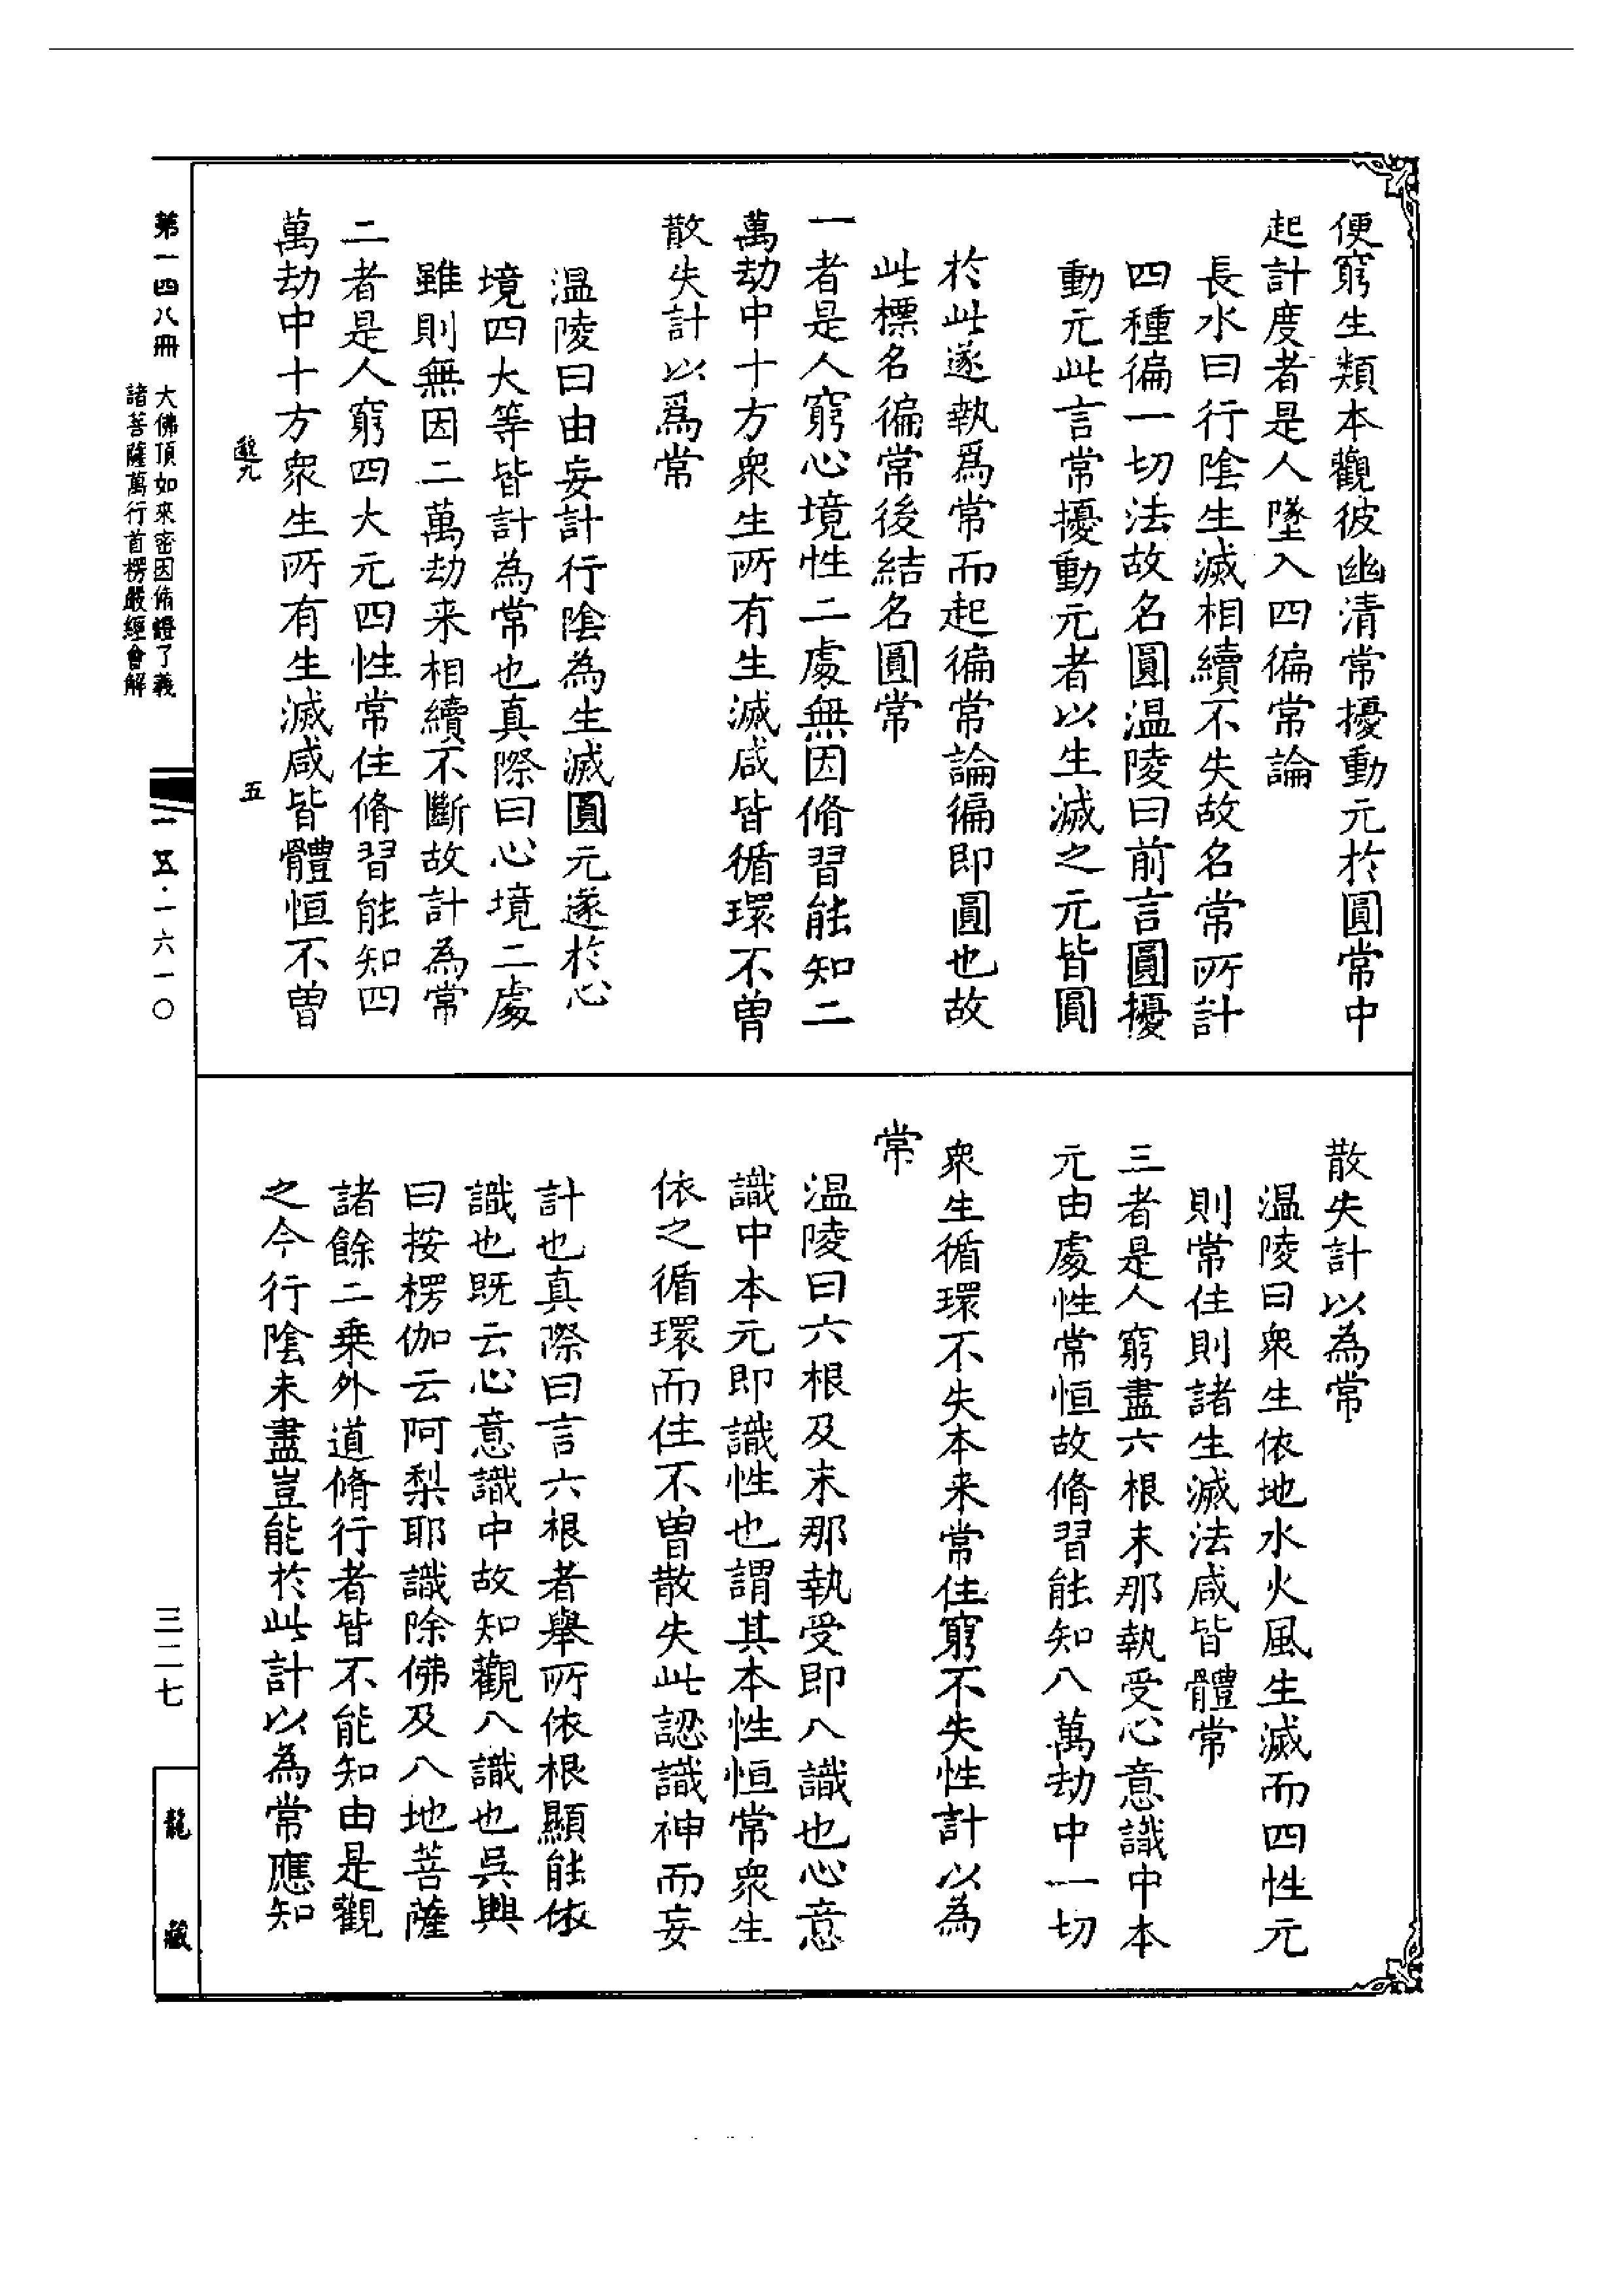 便窮生類本觀彼幽清常擾動元於圓常中
起計度者是人墜入四徧常論
長水曰行陰生滅相續不失故名常所計
四種徧一切法故名圓温陵曰前言圓擾
動元此言常擾動元者以生滅之元皆圓
於此遂執爲常而起徧常論徧即圓也故
此標名徧常後結名圓常
一者是人窮心境性二處無因脩習能知二
萬劫中十方衆生所有生滅咸皆循環不曾
散失計以爲常
温陵曰由妄計行陰為生滅圓元遂於心
境四大等皆計為常也真際曰心境二處
雖則無因二萬劫来相續不斷故計為常
二者是人窮四大元四性常住脩習能知四
萬劫中十方衆生所有生滅咸皆體恒不曾
五
散失計以為常
温陵曰衆生依地水火風生滅而四性元
則常住則諸生滅法咸皆體常
三者是人窮盡六根末那執受心意識中本
元由處性常恒故脩習能知八萬劫中一切
衆生循環不失本来常住窮不失性計以為
常
温陵曰六根及末那執受即八識也心意
識中本元即識性也謂其本性恒常衆生
依之循環而住不曾散失此認識神而妄
計也真際曰言六根者舉所依根顯能依
識也既云心意識中故知觀八識也吳興
曰按楞伽云阿梨耶識除佛及八地菩薩
諸餘二乗外道脩行者皆不能知由是觀
之今行陰未盡豈能於此計以為常應知
第一四八冊
大佛頂如來密因脩證了義
諸菩薩萬行首楞嚴經會解
一五·一六一〇
三二七
龍藏